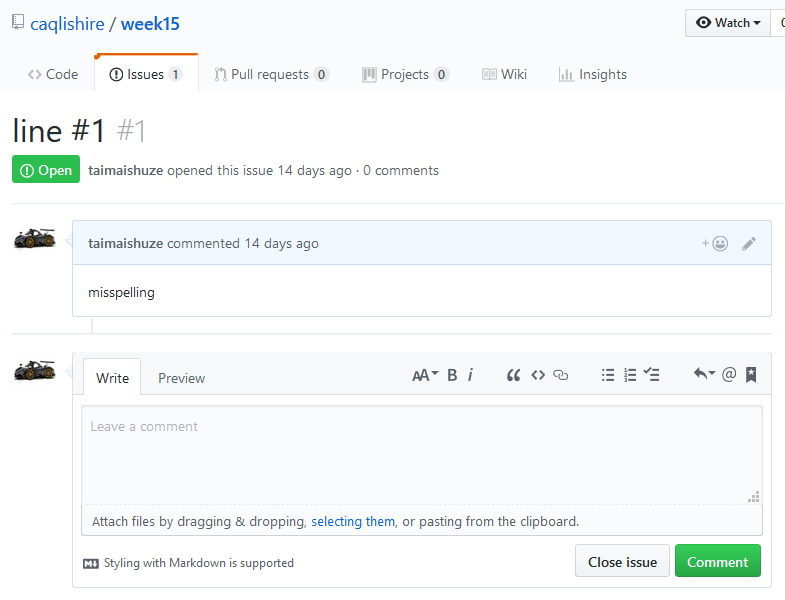 caqlishire / week15
Watch
Code Issues 1 Pull requests 0 Projects 0 Wiki Insights
line #1 #1
Open taimaishuze opened this issue 14 days ago · 0 comments
taimaishuze commented 14 days ago
misspelling
Write Preview AA B i
Leave a comment
Attach files by dragging & dropping, selecting them, or pasting from the clipboard.
Styling with Markdown is supported Close issue Comment